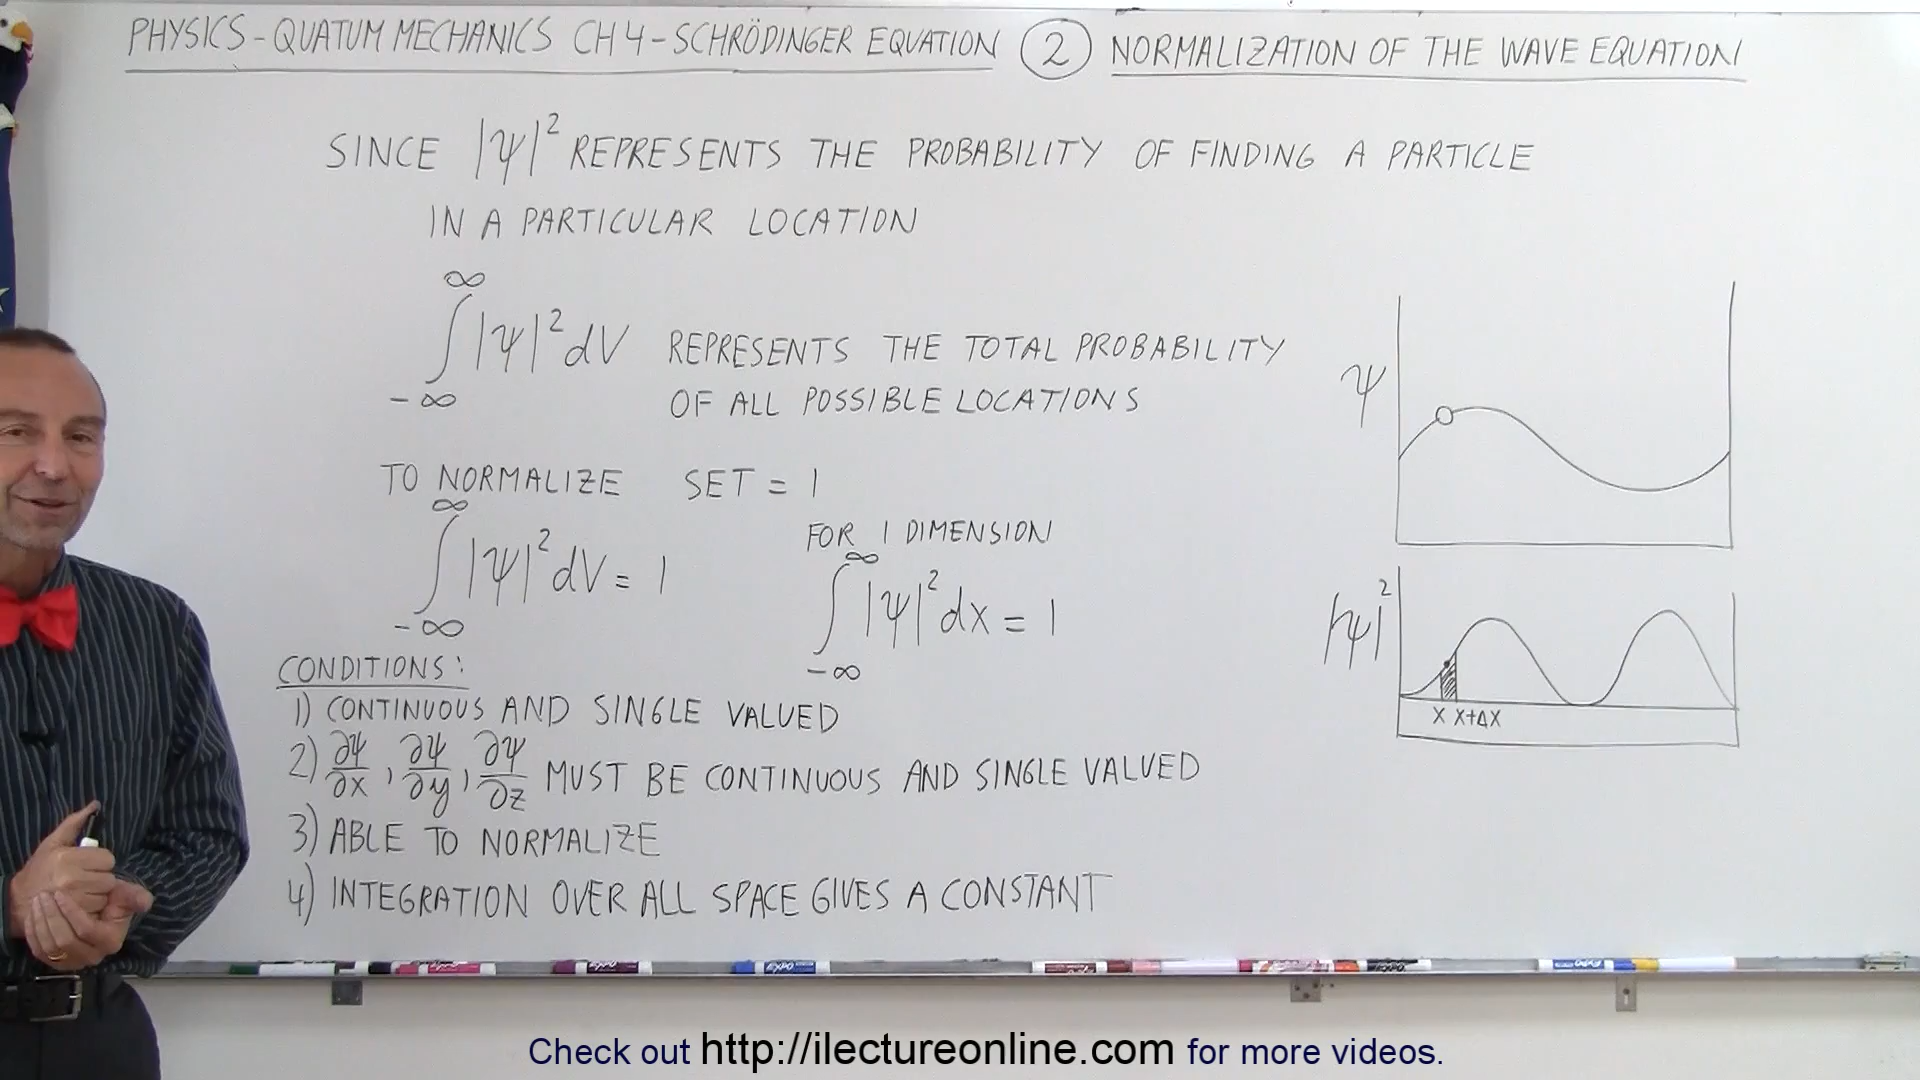 PHYSICS - QUATUM MECHANICS CH 4 - SCHRÖDINGER EQUATION ② NORMALIZATION OF THE WAVE EQUATION
SINCE |ψ|² REPRESENTS THE PROBABILITY OF FINDING A PARTICLE
IN A PARTICULAR LOCATION
∫_{-∞}^{∞} |ψ|² dV REPRESENTS THE TOTAL PROBABILITY
OF ALL POSSIBLE LOCATIONS
TO NORMALIZE SET = 1
∫_{-∞}^{∞} |ψ|² dV = 1
FOR 1 DIMENSION
∫_{-∞}^{∞} |ψ|² dx = 1
CONDITIONS:
1) CONTINUOUS AND SINGLE VALUED
2) ∂ψ/∂x, ∂ψ/∂y, ∂ψ/∂z MUST BE CONTINUOUS AND SINGLE VALUED
3) ABLE TO NORMALIZE
4) INTEGRATION OVER ALL SPACE GIVES A CONSTANT
ψ
|ψ|²
X X+ΔX
EXPO
EXPO
Check out http://ilectureonline.com for more videos.